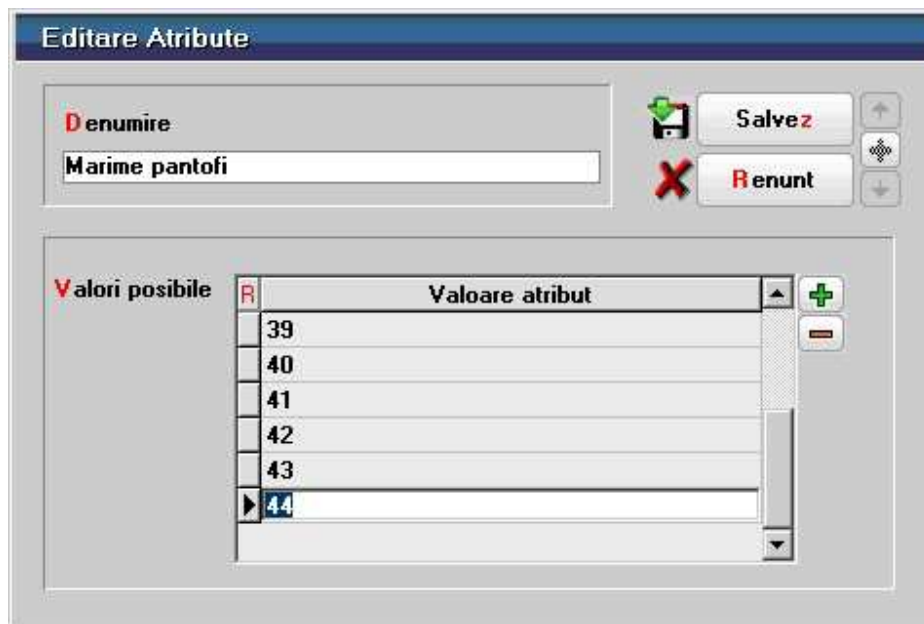 Editare Atribute
Denumire
Marime pantofi
Salvez
Renunt
Valori posibile
R Valoare atribut
39
40
41
42
43
44